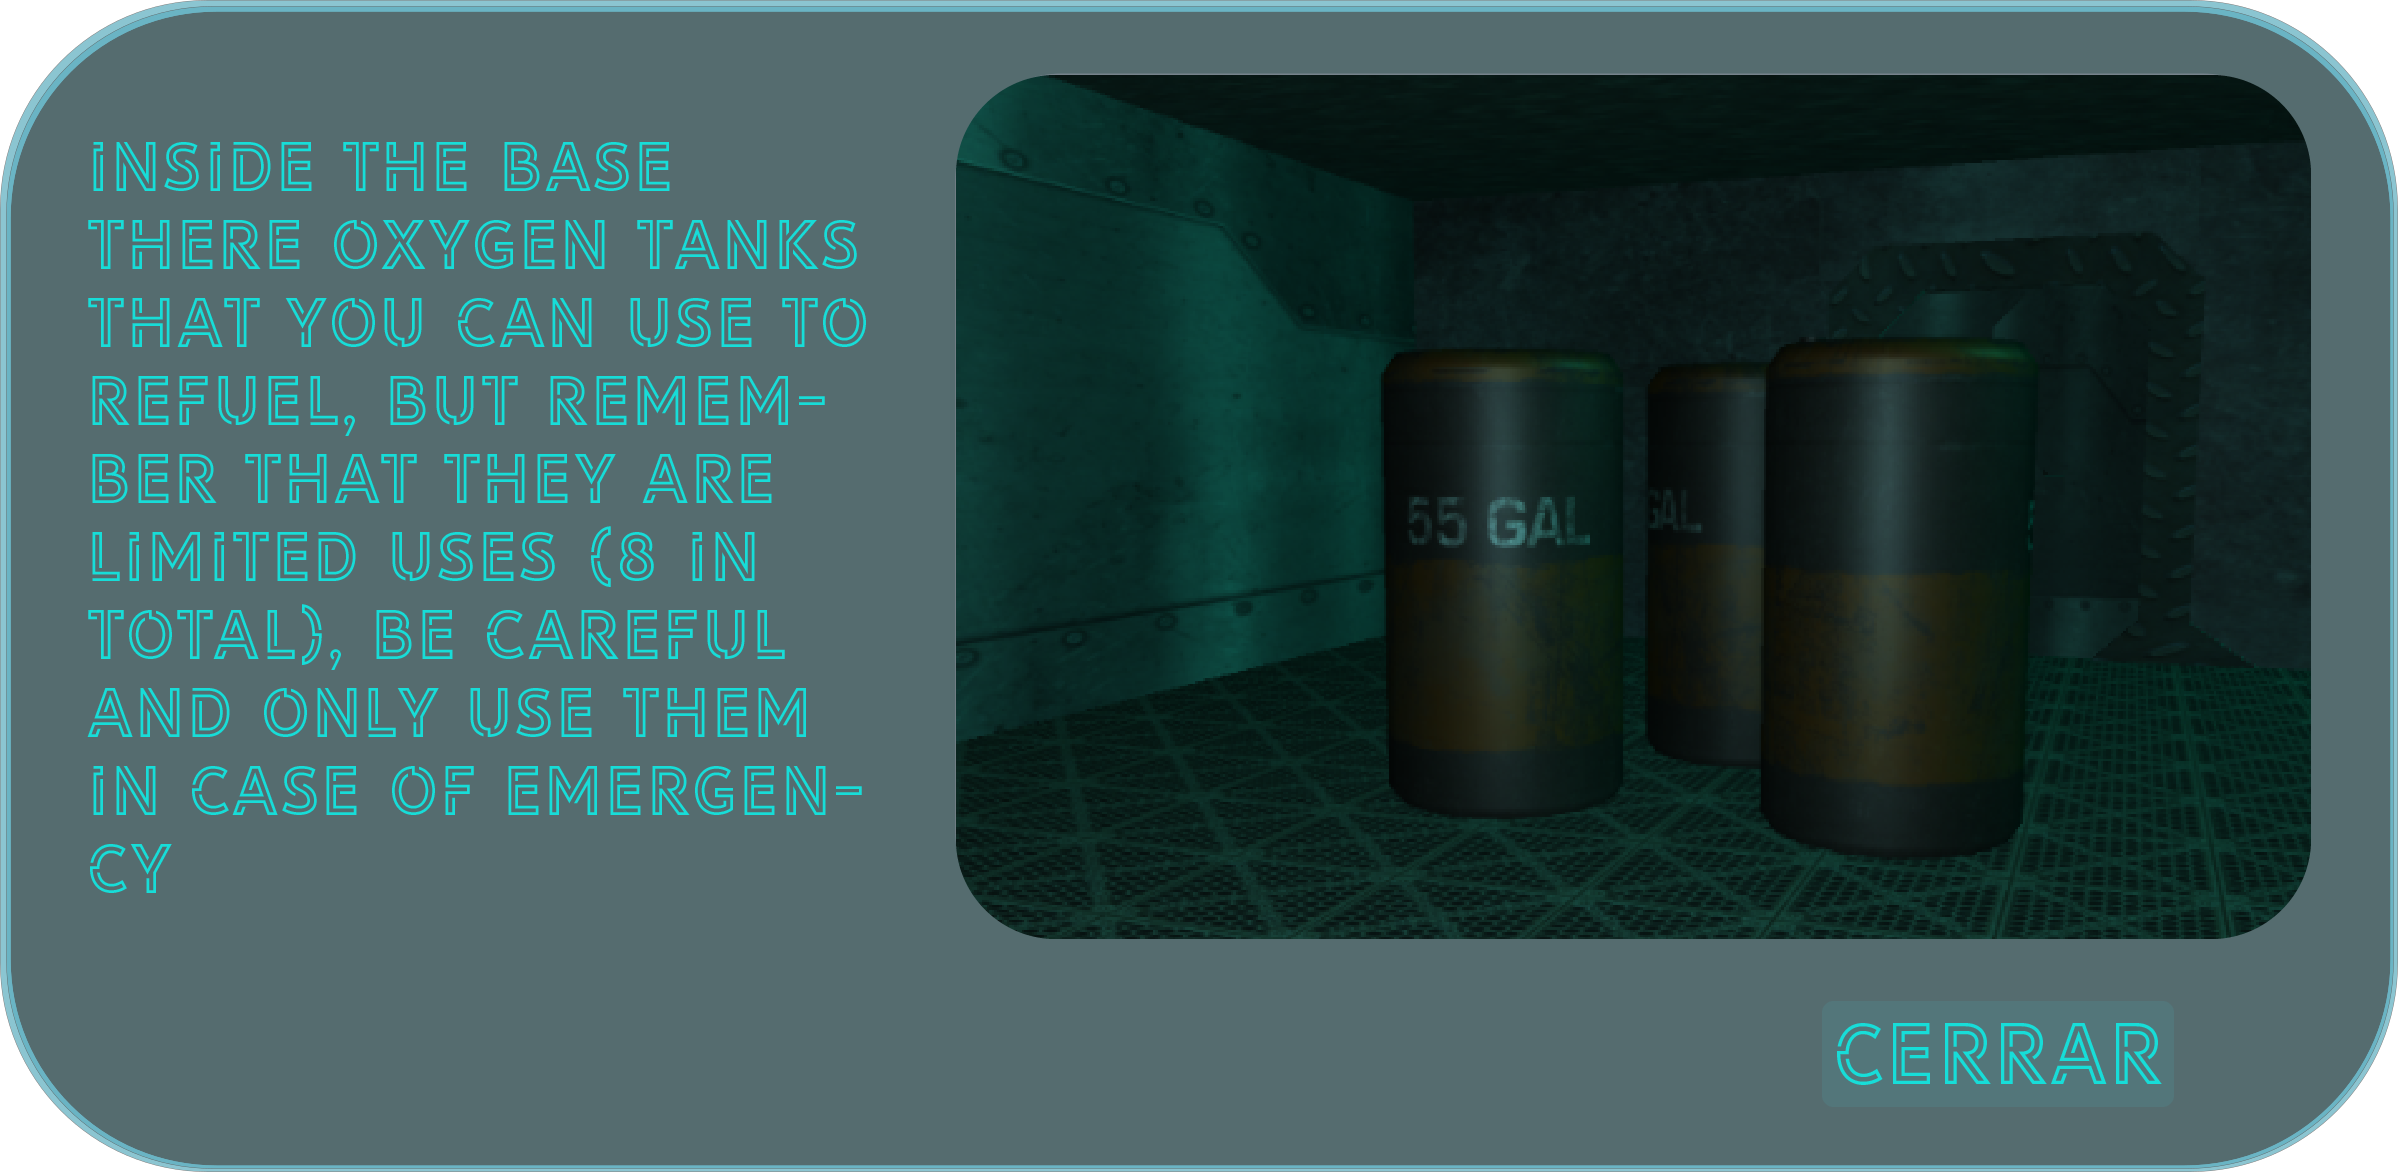 INSIDE THE BASE
THERE OXYGEN TANKS
THAT YOU CAN USE TO
REFUEL, BUT REMEM-
BER THAT THEY ARE
LIMITED USES (8 IN
TOTAL), BE CAREFUL
AND ONLY USE THEM
IN CASE OF EMERGEN-
CY
55 GAL
GAL
CERRAR